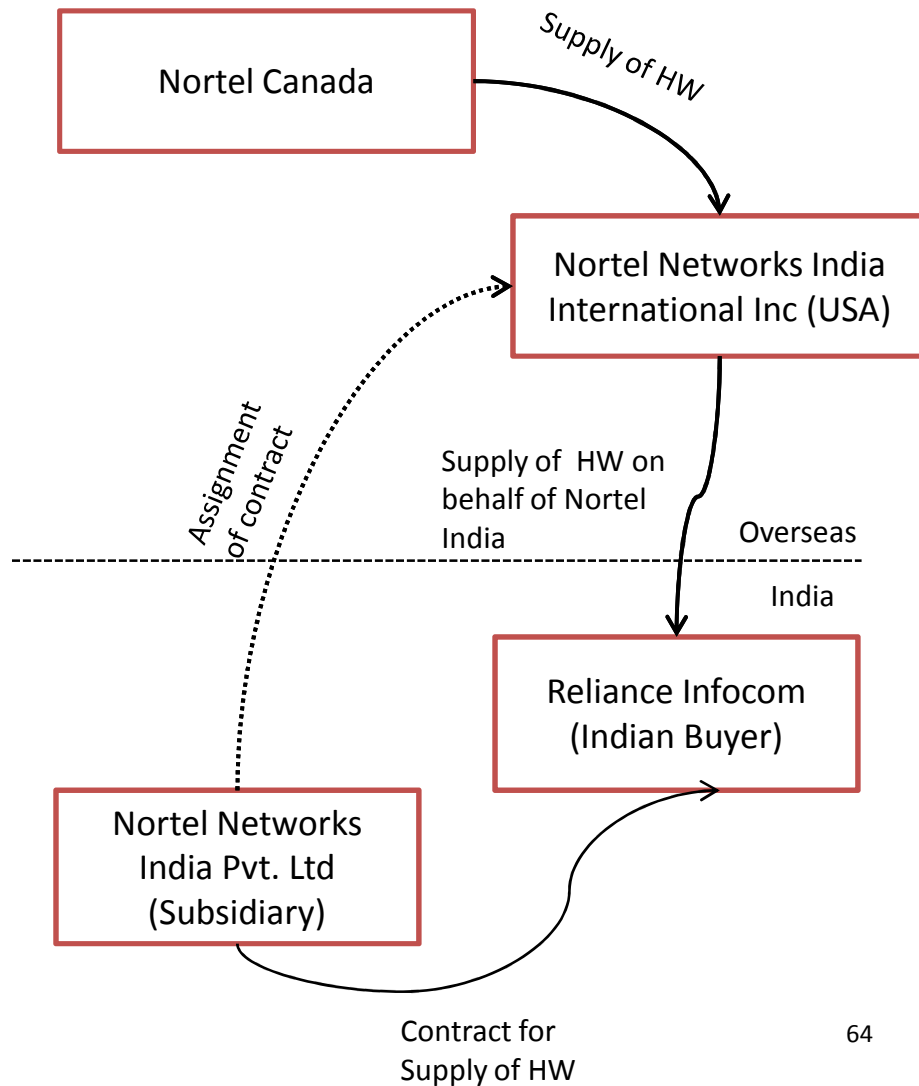 Nortel Canada
Supply of HW
Nortel Networks India
International Inc (USA)
Assignment
of contract
Supply of  HW on
behalf of Nortel
India
Overseas
India
Reliance Infocom
(Indian Buyer)
Nortel Networks
India Pvt. Ltd
(Subsidiary)
Contract for
Supply of HW
64